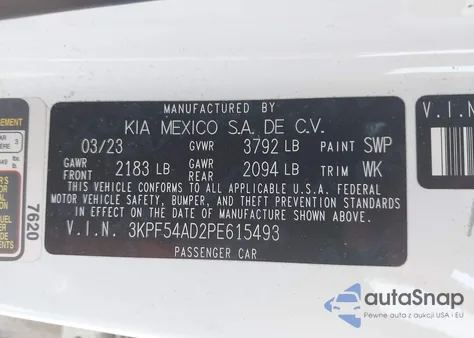 MANUFACTURED BY
KIA MEXICO S.A. DE C.V.
03/23 GVWR 3792 LB PAINT SWP
GAWR FRONT 2183 LB GAWR REAR 2094 LB TRIM WK
THIS VEHICLE CONFORMS TO ALL APPLICABLE U.S.A. FEDERAL
MOTOR VEHICLE SAFETY, BUMPER, AND THEFT PREVENTION STANDARDS
IN EFFECT ON THE DATE OF MANUFACTURE SHOWN ABOVE.
V.I.N. 3KPF54AD2PE615493
PASSENGER CAR
7620
V.I.N.
autoSnap
Pewne auta z USA i EU